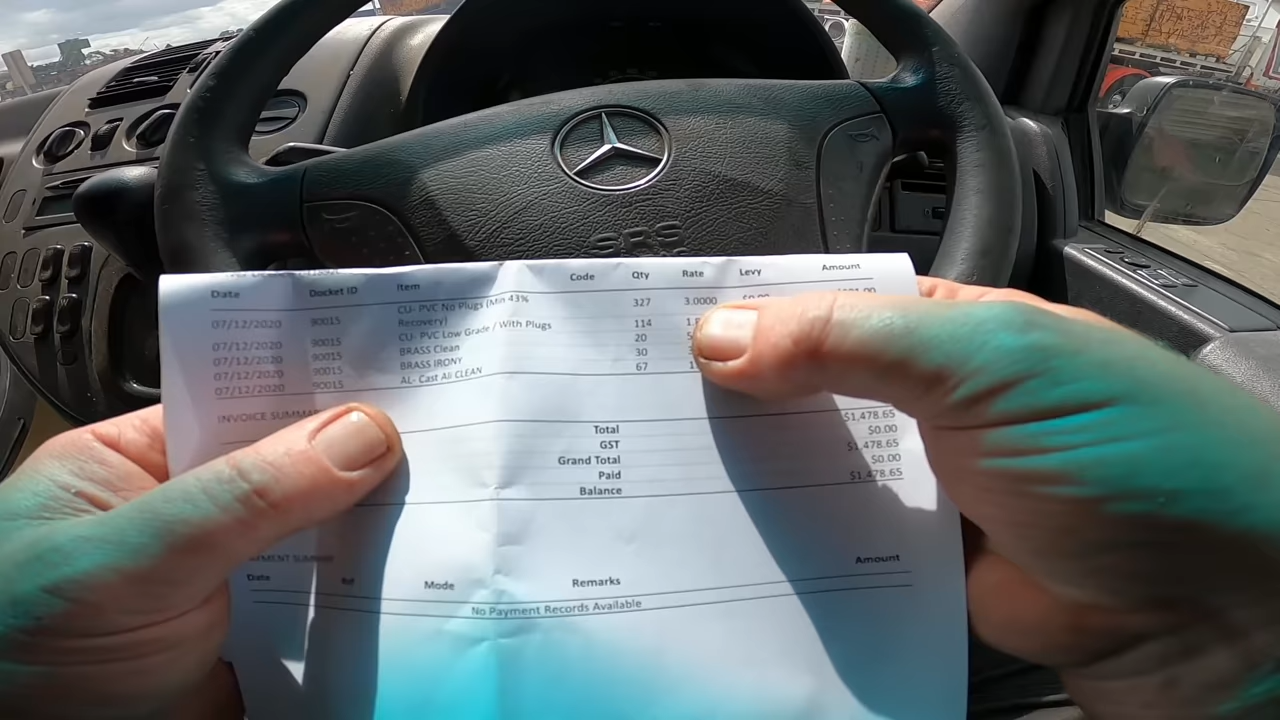 Date Docket ID Item Code Qty Rate Levy Amount
07/12/2020 90015 CU- PVC No Plugs (Min 43% Recovery) 327 3.0000
07/12/2020 90015 CU- PVC Low Grade / With Plugs 114
07/12/2020 90015 BRASS Clean 20
07/12/2020 90015 BRASS IRONY 30
07/12/2020 90015 AL- Cast Ali CLEAN 67
INVOICE
Total $1,478.65
GST $0.00
Grand Total $1,478.65
Paid $0.00
Balance $1,478.65
Date Mode Remarks Amount
No Payment Records Available
SRS